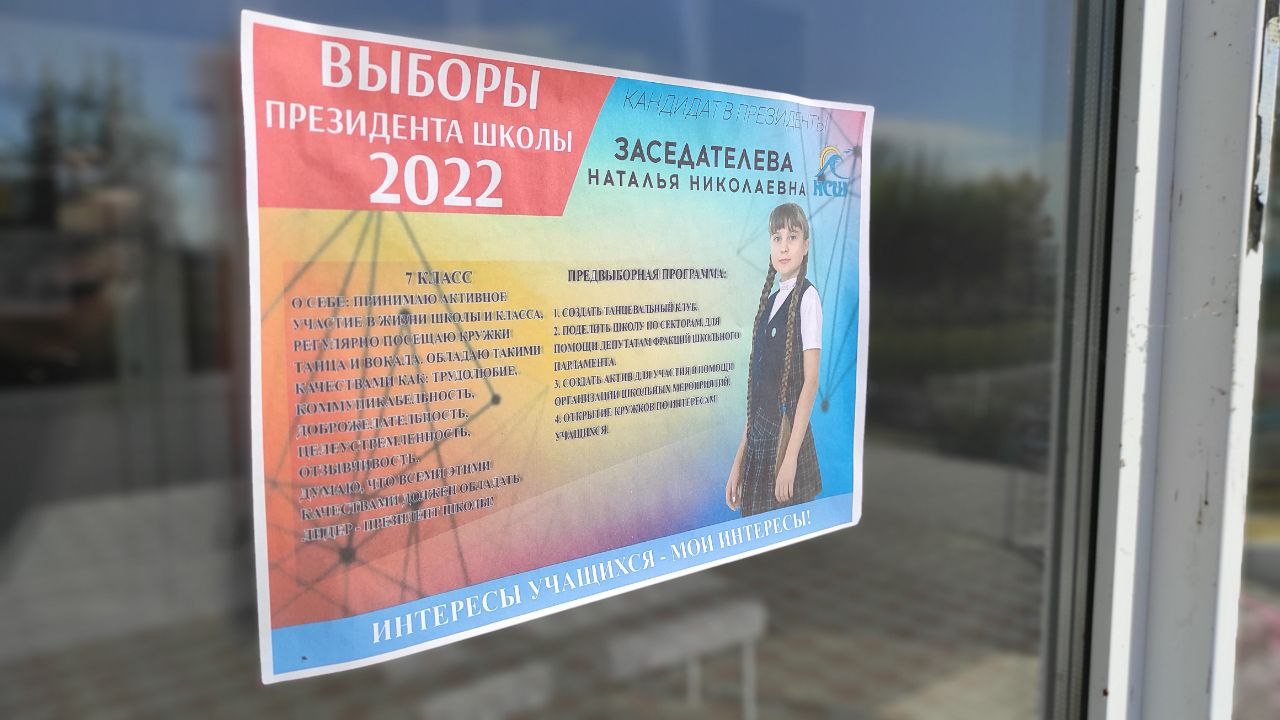 ВЫБОРЫ
ПРЕЗИДЕНТА ШКОЛЫ
2022
КАНДИДАТ В ПРЕЗИДЕНТЫ
ЗАСЕДАТЕЛЕВА
НАТАЛЬЯ НИКОЛАЕВНА
НСШ
7 КЛАСС
О СЕБЕ: ПРИНИМАЮ АКТИВНОЕ
УЧАСТИЕ В ЖИЗНИ ШКОЛЫ И КЛАССА.
РЕГУЛЯРНО ПОСЕЩАЮ КРУЖКИ
ТАНЦА И ВОКАЛА. ОБЛАДАЮ ТАКИМИ
КАЧЕСТВАМИ КАК: ТРУДОЛЮБИЕ,
КОММУНИКАБЕЛЬНОСТЬ,
ДОБРОЖЕЛАТЕЛЬНОСТЬ,
ЦЕЛЕУСТРЕМЛЕННОСТЬ,
ОТЗЫВЧИВОСТЬ.
ДУМАЮ, ЧТО ВСЕМИ ЭТИМИ
КАЧЕСТВАМИ ДОЛЖЕН ОБЛАДАТЬ
ЛИДЕР - ПРЕЗИДЕНТ ШКОЛЫ!
ПРЕДВЫБОРНАЯ ПРОГРАММА:
1. СОЗДАТЬ ТАНЦЕВАЛЬНЫЙ КЛУБ.
2. ПОДЕЛИТЬ ШКОЛУ ПО СЕКТОРАМ, ДЛЯ
ПОМОЩИ ДЕПУТАТАМ ФРАКЦИЙ ШКОЛЬНОГО
ПАРЛАМЕНТА.
3. СОЗДАТЬ АКТИВ ДЛЯ УЧАСТИЯ И ПОМОЩИ
ОРГАНИЗАЦИИ ШКОЛЬНЫХ МЕРОПРИЯТИЙ.
4. ОТКРЫТИЕ КРУЖКОВ ПО ИНТЕРЕСАМ
УЧАЩИХСЯ.
ИНТЕРЕСЫ УЧАЩИХСЯ - МОИ ИНТЕРЕСЫ!